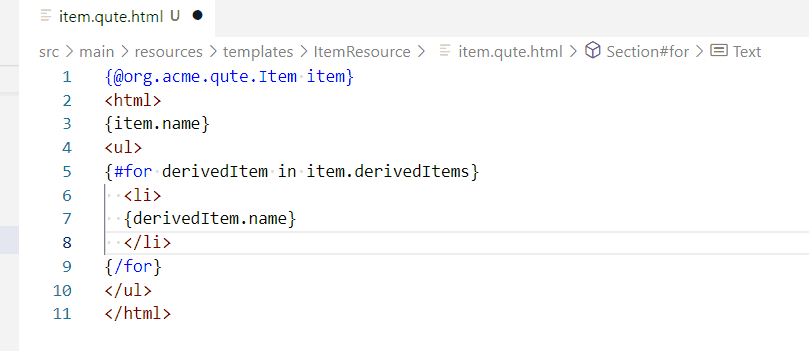 item.qute.html U ●
src > main > resources > templates > ItemResource > item.qute.html > Section#for > Text
1 {@org.acme.qute.Item item}
2 <html>
3 {item.name}
4 <ul>
5 {#for derivedItem in item.derivedItems}
6   <li>
7   {derivedItem.name}
8   </li>
9 {/for}
10 </ul>
11 </html>